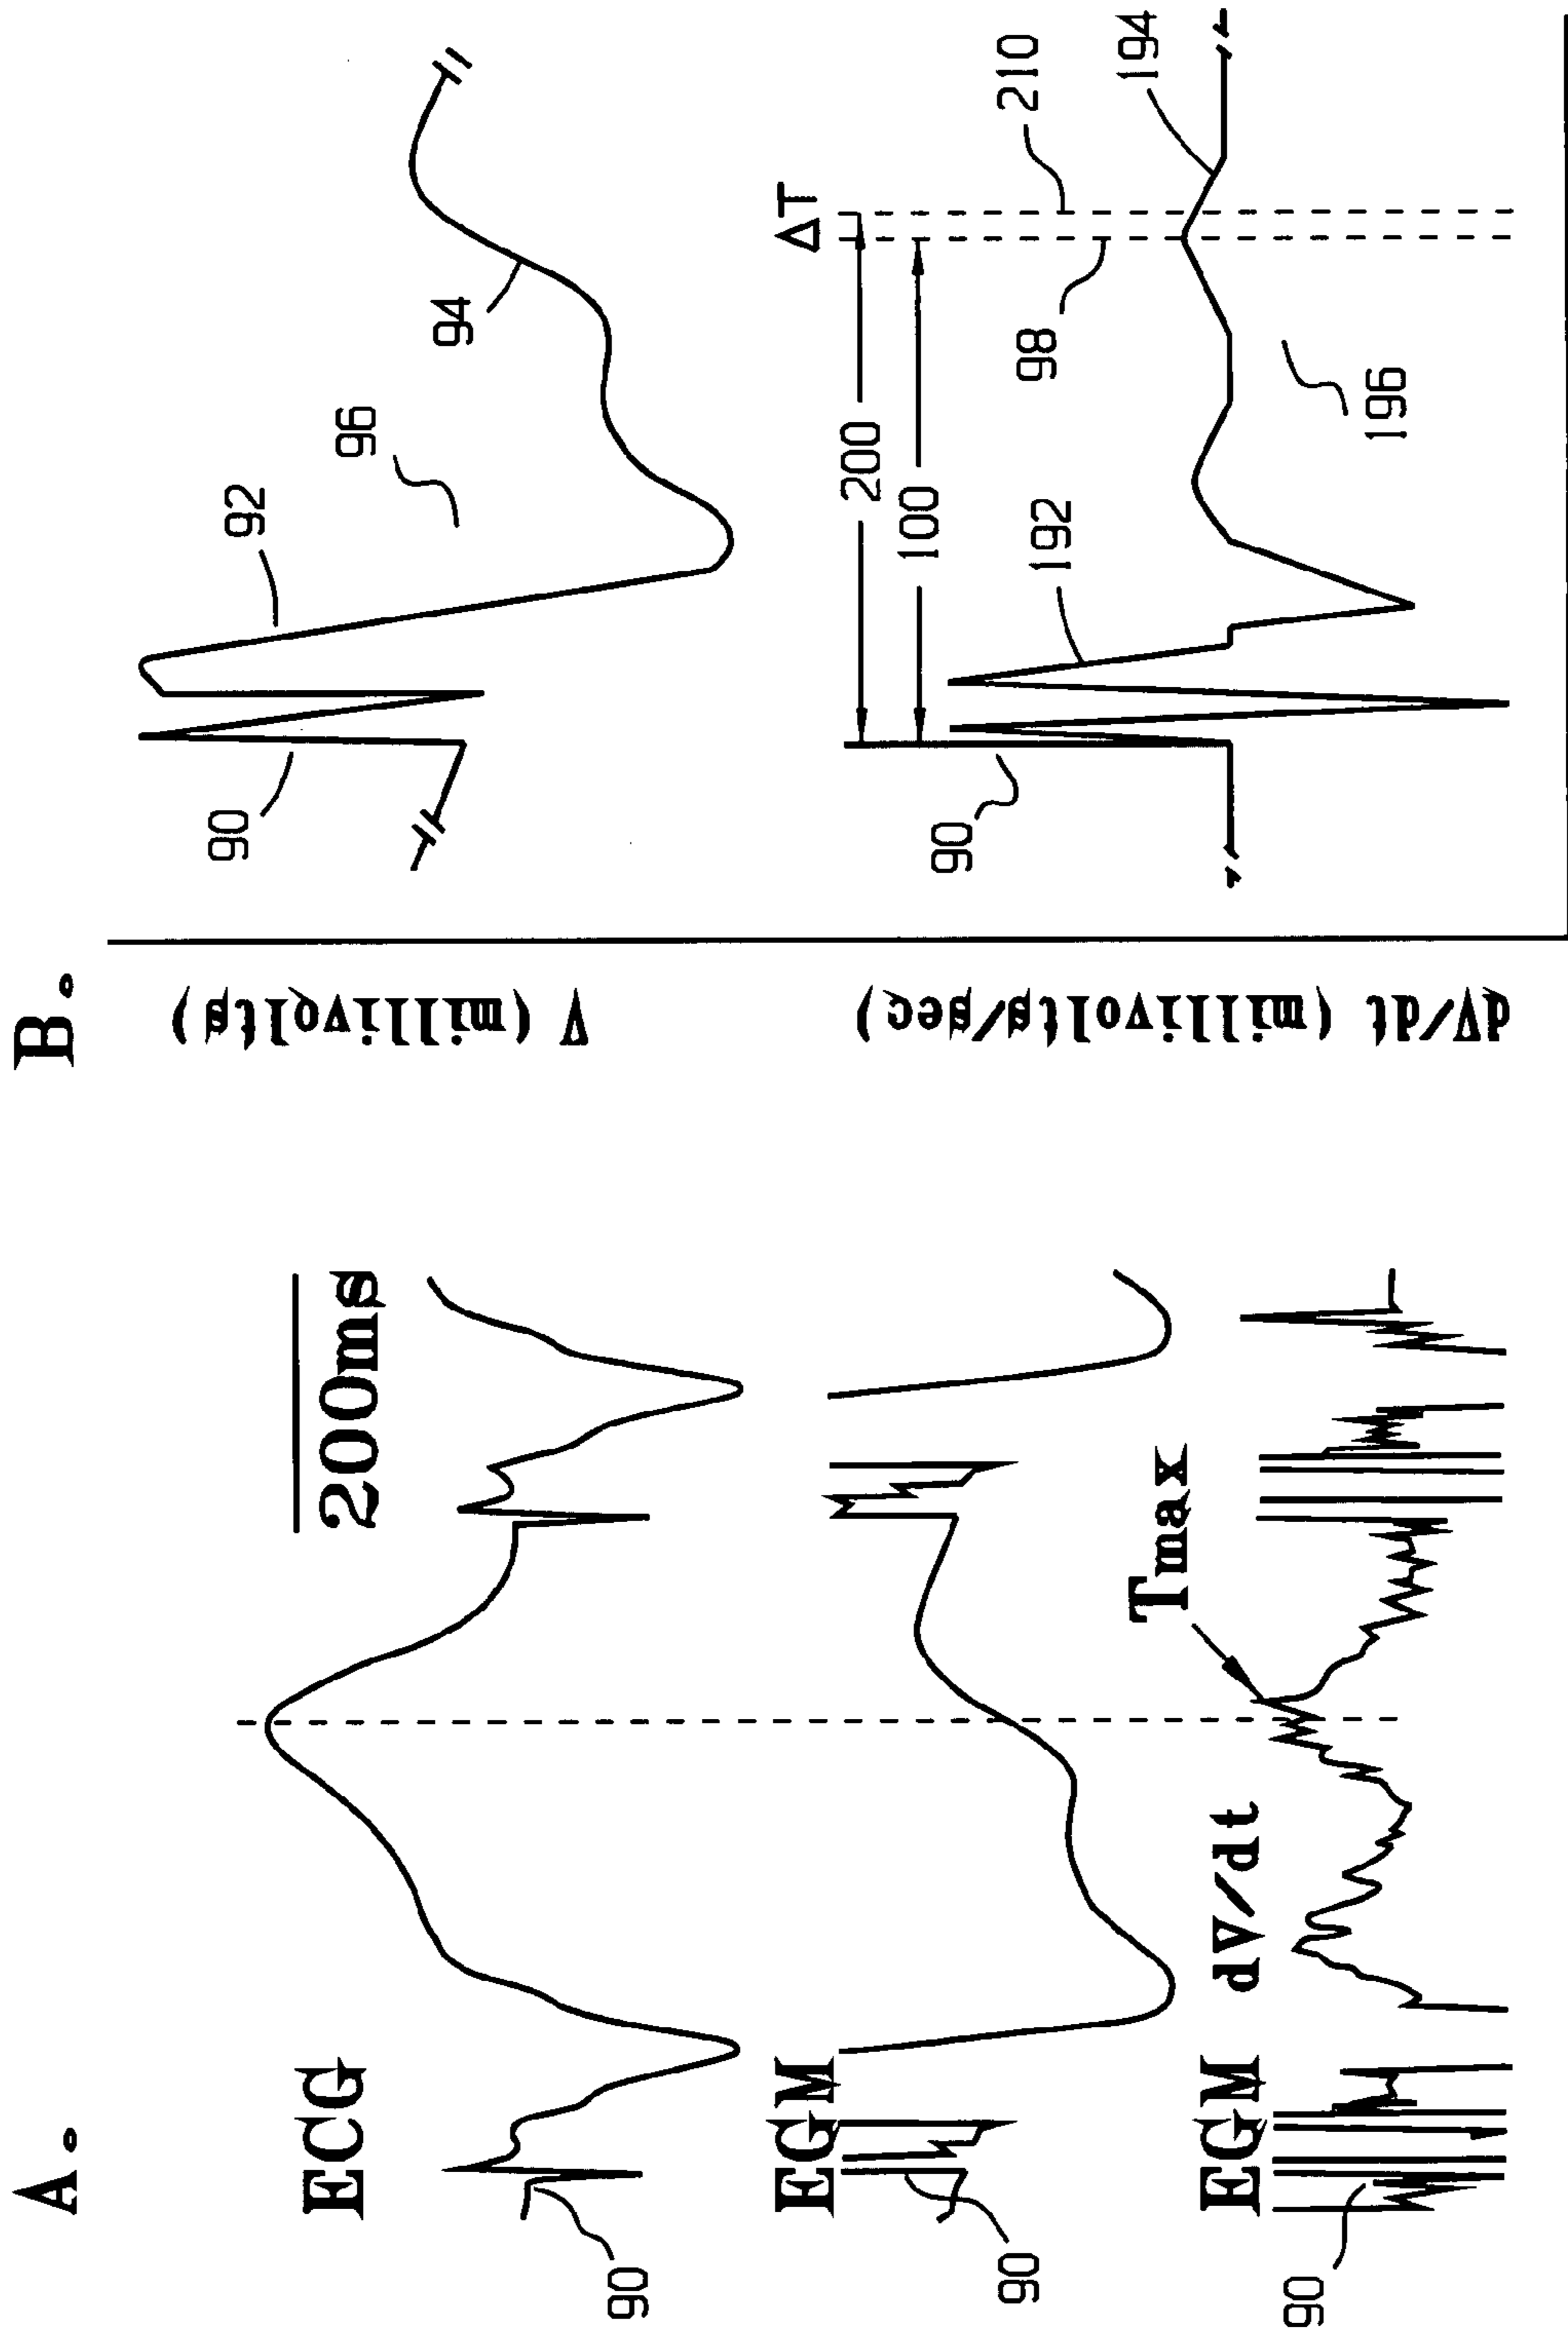 A.
ECG
200ms
90
EGM
90
EGM dV/dt
Tmax
90
B.
V (millivolts)
90
92
96
94
dV/dt (millivolts/sec)
ΔT
200
100
90
192
98
210
194
196